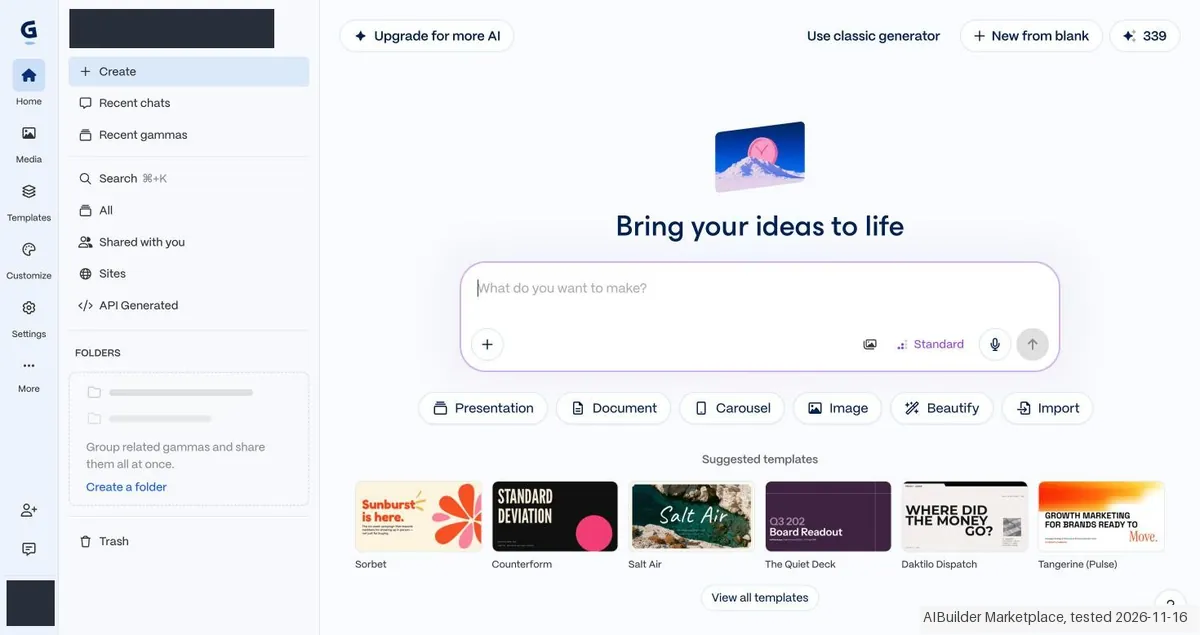 G
Home
Media
Templates
Customize
Settings
More
Create
Recent chats
Recent gammas
Search ⌘+K
All
Shared with you
Sites
API Generated
FOLDERS
Group related gammas and share
them all at once.
Create a folder
Trash
Upgrade for more AI
Use classic generator
New from blank
339
Bring your ideas to life
What do you want to make?
Standard
Presentation
Document
Carousel
Image
Beautify
Import
Suggested templates
Sunburst
is here.
Sorbet
STANDARD
DEVIATION
Counterform
Salt Air
Salt Air
Q3 202
Board Readout
The Quiet Deck
WHERE DID
THE MONEY
GO?
Daktilo Dispatch
GROWTH MARKETING
FOR BRANDS READY TO
Move.
Tangerine (Pulse)
View all templates
AIBuilder Marketplace, tested 2026-11-16